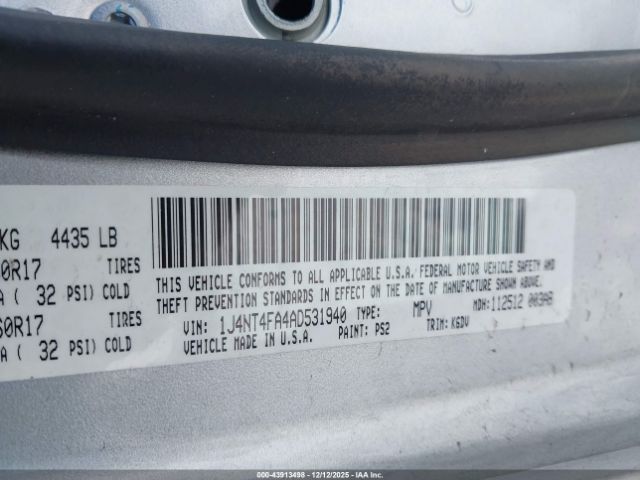 KG 4435 LB
0R17 TIRES
A ( 32 PSI) COLD
60R17 TIRES
A ( 32 PSI) COLD
THIS VEHICLE CONFORMS TO ALL APPLICABLE U.S.A. FEDERAL MOTOR VEHICLE SAFETY AND
THEFT PREVENTION STANDARDS IN EFFECT ON THE DATE OF MANUFACTURE SHOWN ABOVE.
VIN: 1J4NT4FA4AD531940 TYPE: MPV MDH: 112512 003AB
VEHICLE MADE IN U.S.A. PAINT: PS2 TRIM: K6DV
000-43913498 - 12/12/2025 - IAA Inc.